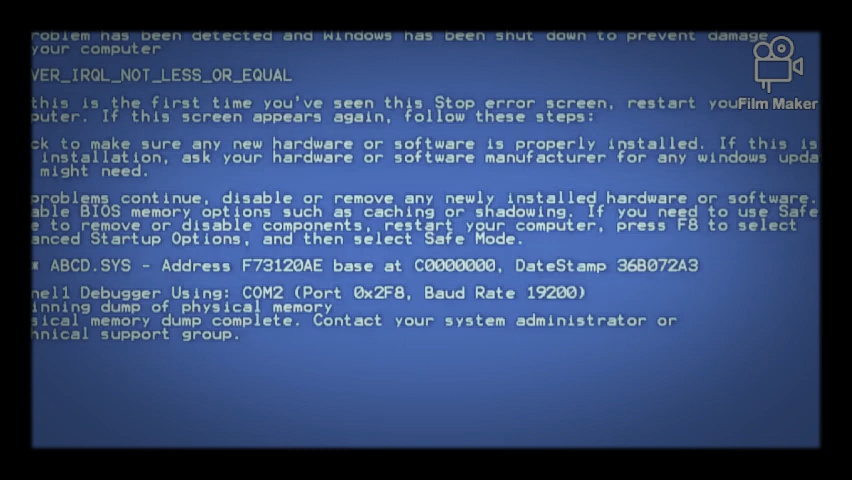 roblem has been detected and Windows has been shut down to prevent damage
your computer
VER_IRQL_NOT_LESS_OR_EQUAL
this is the first time you've seen this Stop error screen, restart you
puter. If this screen appears again, follow these steps:
ck to make sure any new hardware or software is properly installed. If this is
installation, ask your hardware or software manufacturer for any windows upda
might need.
problems continue, disable or remove any newly installed hardware or software.
able BIOS memory options such as caching or shadowing. If you need to use Safe
e to remove or disable components, restart your computer, press F8 to select
anced Startup Options, and then select Safe Mode.
* ABCD.SYS - Address F73120AE base at C0000000, DateStamp 36B072A3
nel1 Debugger Using: COM2 (Port 0x2F8, Baud Rate 19200)
inning dump of physical memory
sical memory dump complete. Contact your system administrator or
hnical support group.
Film Maker